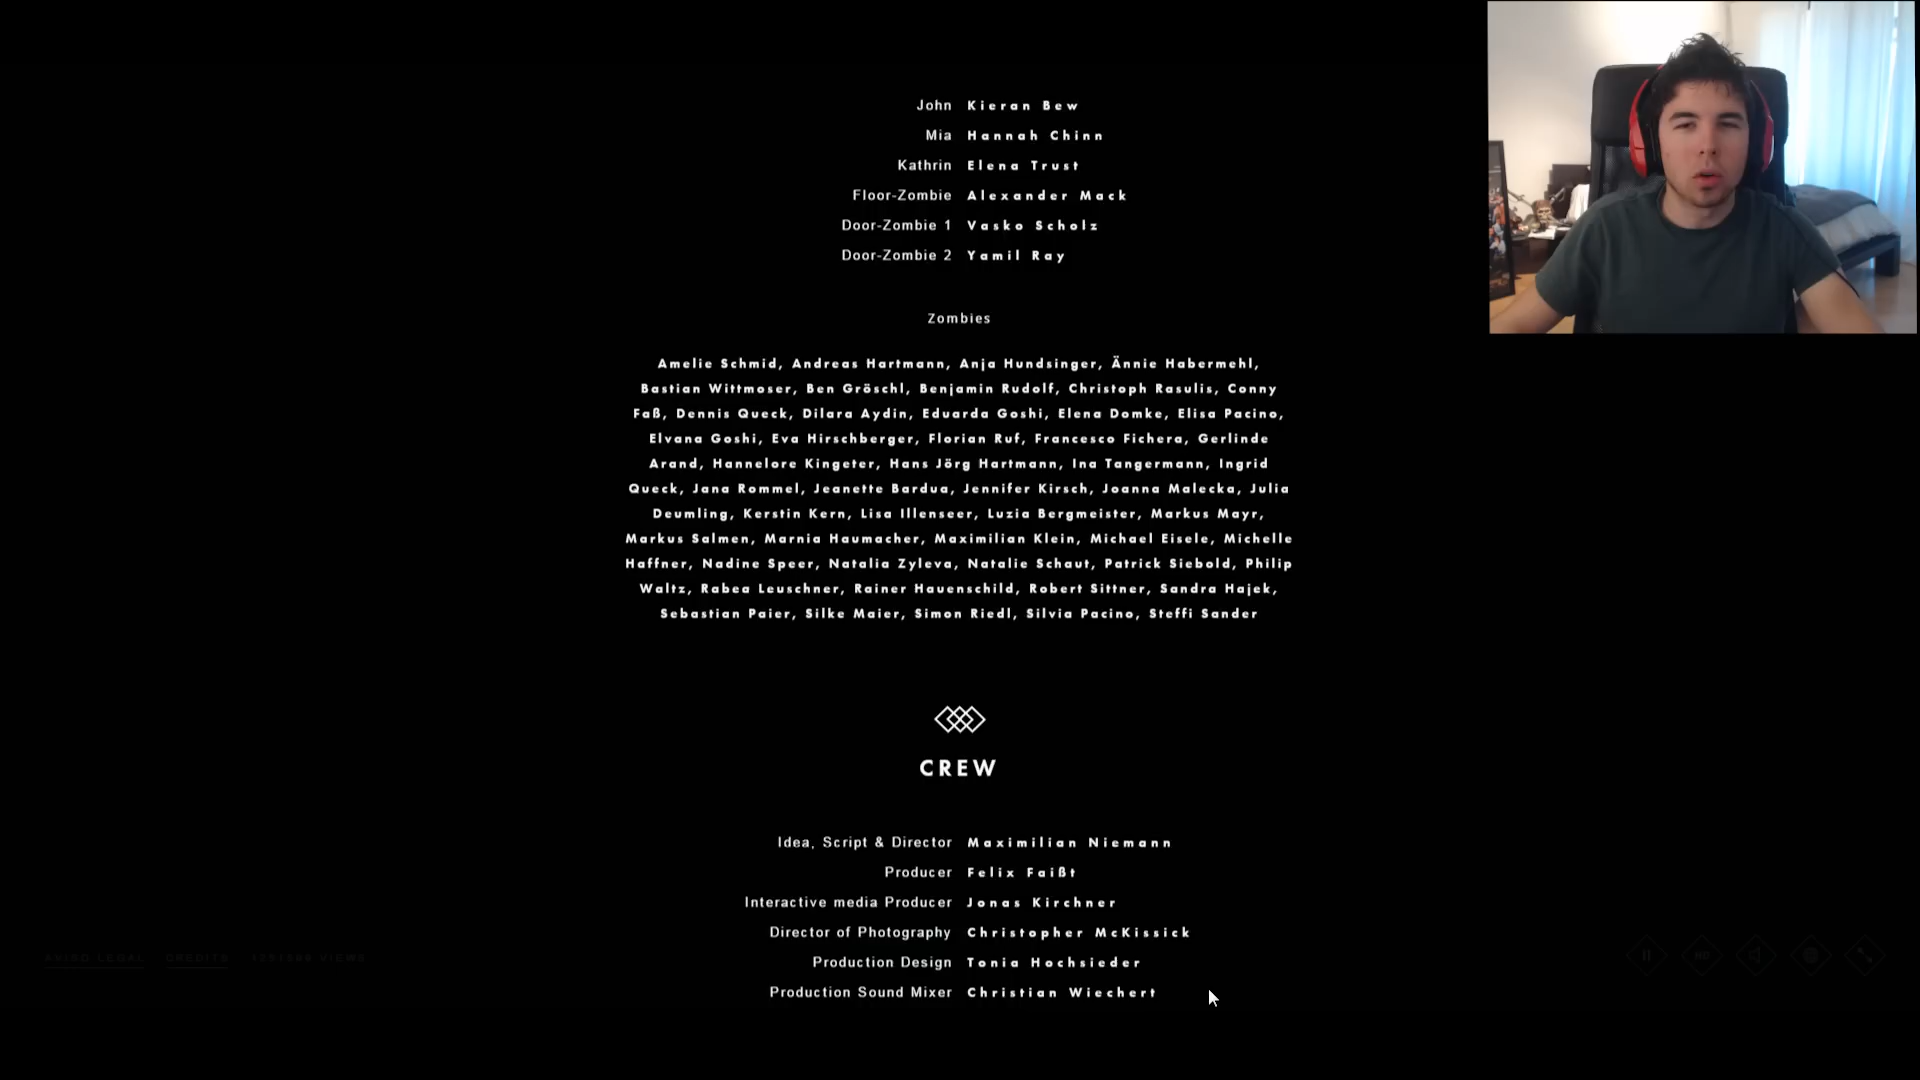 John Kieran Bew
Mia Hannah Chinn
Kathrin Elena Trust
Floor-Zombie Alexander Mack
Door-Zombie 1 Vasko Scholz
Door-Zombie 2 Yamil Ray
Zombies
Amelie Schmid, Andreas Hartmann, Anja Hundsinger, Ännie Habermehl,
Bastian Wittmoser, Ben Gröschl, Benjamin Rudolf, Christoph Rasulis, Conny
Faß, Dennis Queck, Dilara Aydin, Eduarda Goshi, Elena Domke, Elisa Pacino,
Elvana Goshi, Eva Hirschberger, Florian Ruf, Francesco Fichera, Gerlinde
Arand, Hannelore Kingeter, Hans Jörg Hartmann, Ina Tangermann, Ingrid
Queck, Jana Rommel, Jeanette Bardua, Jennifer Kirsch, Joanna Malecka, Julia
Deumling, Kerstin Kern, Lisa Illenseer, Luzia Bergmeister, Markus Mayr,
Markus Salmen, Marnia Haumacher, Maximilian Klein, Michael Eisele, Michelle
Haffner, Nadine Speer, Natalia Zyleva, Natalie Schaut, Patrick Siebold, Philip
Waltz, Rabea Leuschner, Rainer Hauenschild, Robert Sittner, Sandra Hajek,
Sebastian Paier, Silke Maier, Simon Riedl, Silvia Pacino, Steffi Sander
CREW
Idea, Script & Director Maximilian Niemann
Producer Felix Faißt
Interactive media Producer Jonas Kirchner
Director of Photography Christopher McKissick
Production Design Tonia Hochsieder
Production Sound Mixer Christian Wiechert
AVISO LEGAL CREDITS VIEWS